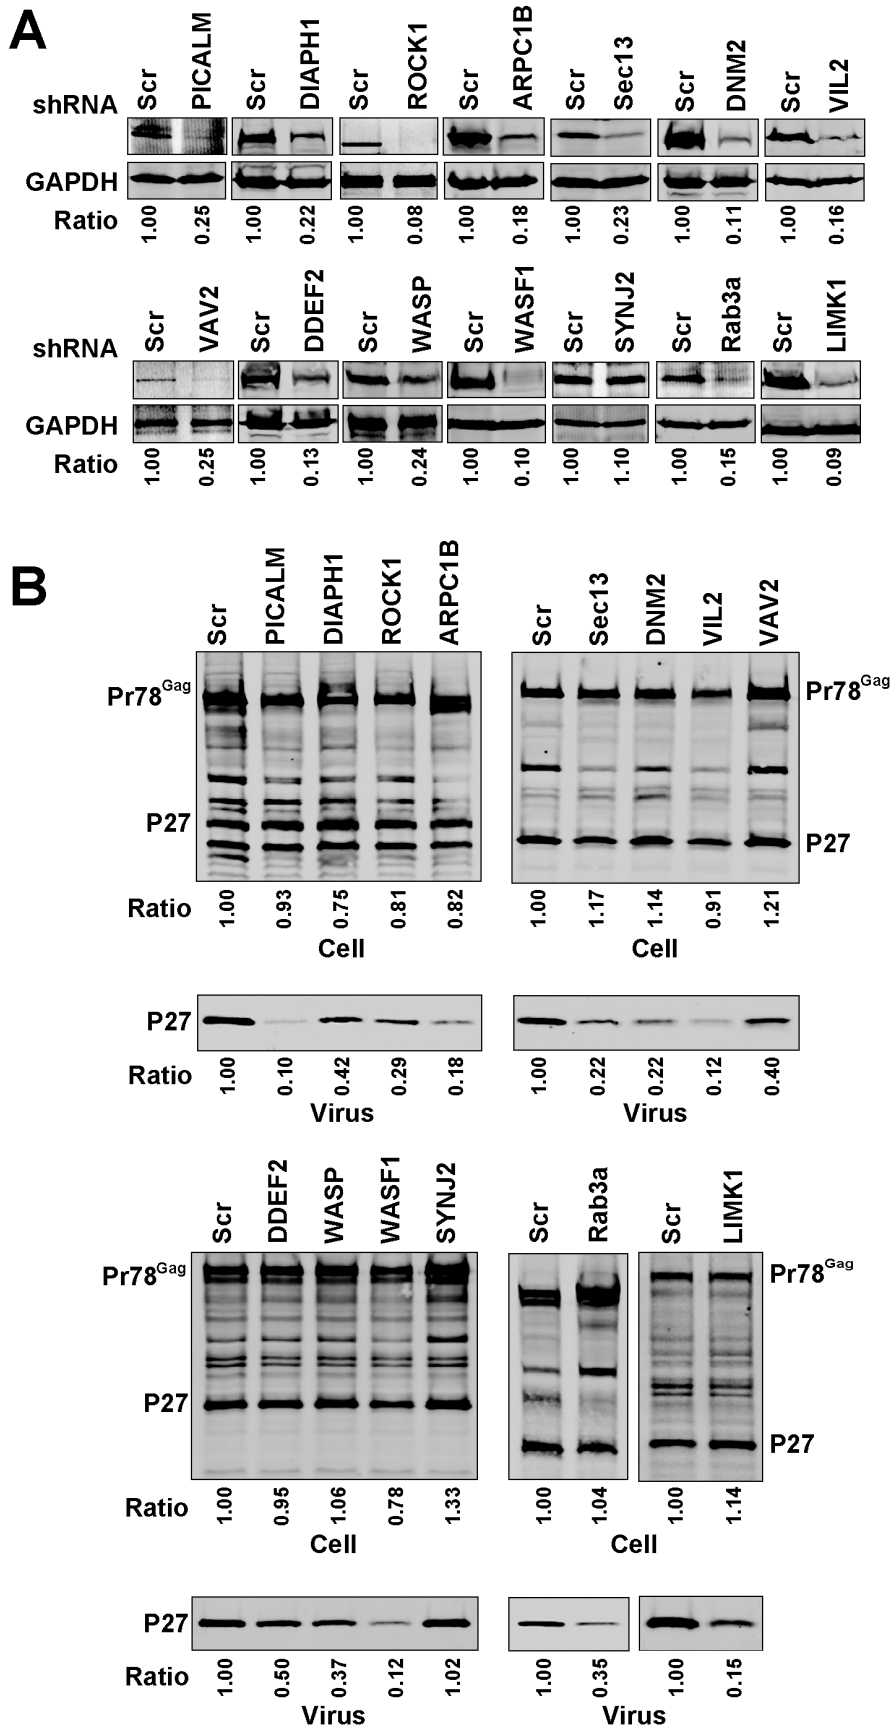 A
shRNA Scr PICALM Scr DIAPH1 Scr ROCK1 Scr ARPC1B Scr Sec13 Scr DNM2 Scr VIL2
GAPDH
Ratio 1.00 0.25 1.00 0.22 1.00 0.08 1.00 0.18 1.00 0.23 1.00 0.11 1.00 0.16
shRNA Scr VAV2 Scr DDEF2 Scr WASP Scr WASF1 Scr SYNJ2 Scr Rab3a Scr LIMK1
GAPDH
Ratio 1.00 0.25 1.00 0.13 1.00 0.24 1.00 0.10 1.00 1.10 1.00 0.15 1.00 0.09
B
Scr PICALM DIAPH1 ROCK1 ARPC1B Scr Sec13 DNM2 VIL2 VAV2
Pr78Gag Pr78Gag
P27 P27
Ratio 1.00 0.93 0.75 0.81 0.82 1.00 1.17 1.14 0.91 1.21
Cell Cell
P27
Ratio 1.00 0.10 0.42 0.29 0.18 1.00 0.22 0.22 0.12 0.40
Virus Virus
Scr DDEF2 WASP WASF1 SYNJ2 Scr Rab3a Scr LIMK1
Pr78Gag Pr78Gag
P27 P27
Ratio 1.00 0.95 1.06 0.78 1.33 1.00 1.04 1.00 1.14
Cell Cell
P27
Ratio 1.00 0.50 0.37 0.12 1.02 1.00 0.35 1.00 0.15
Virus Virus